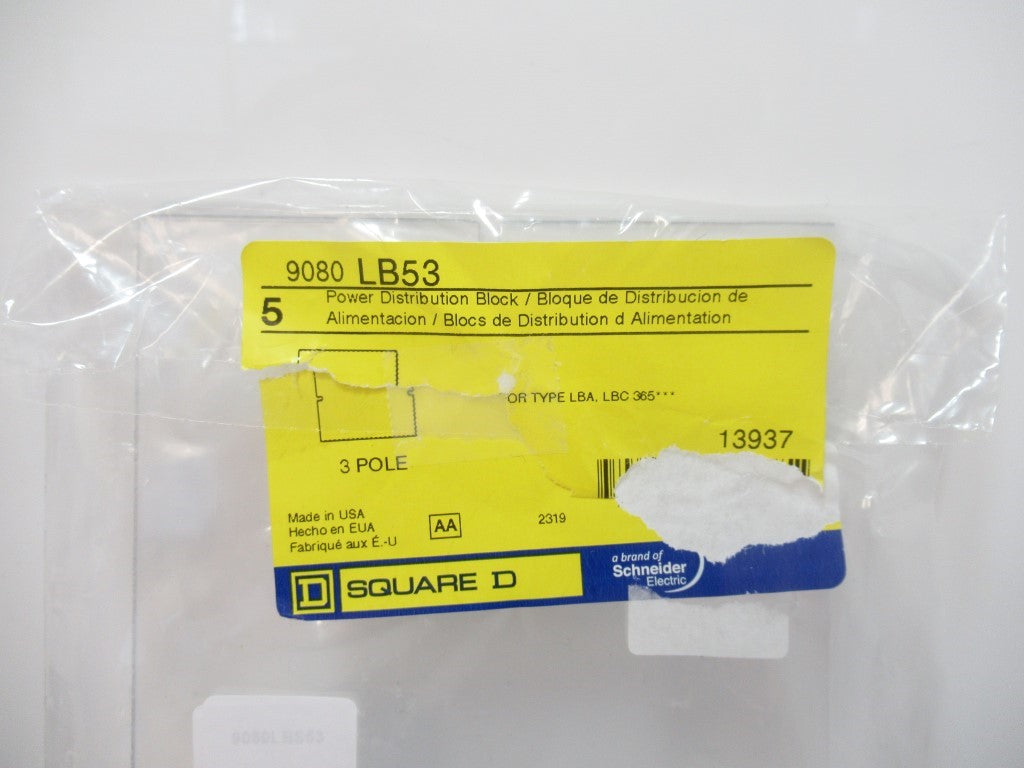 9080 LB53
5
Power Distribution Block / Bloque de Distribucion de
Alimentacion / Blocs de Distribution d Alimentation
OR TYPE LBA, LBC 365***
13937
3 POLE
Made in USA
Hecho en EUA
Fabriqué aux É.-U
AA
2319
D SQUARE D
a brand of
Schneider
Electric